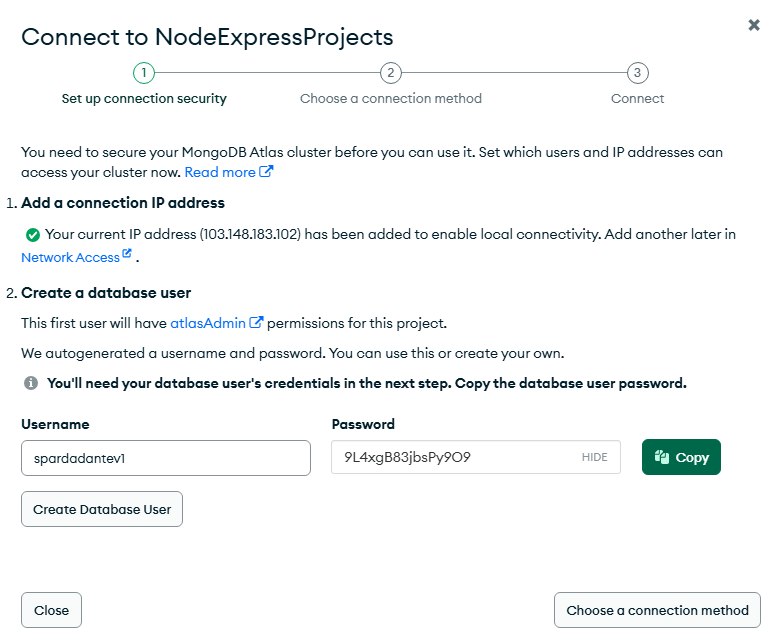 Connect to NodeExpressProjects
1
2
3
Set up connection security
Choose a connection method
Connect
You need to secure your MongoDB Atlas cluster before you can use it. Set which users and IP addresses can
access your cluster now. Read more
1. Add a connection IP address
Your current IP address (103.148.183.102) has been added to enable local connectivity. Add another later in
Network Access .
2. Create a database user
This first user will have atlasAdmin permissions for this project.
We autogenerated a username and password. You can use this or create your own.
You'll need your database user's credentials in the next step. Copy the database user password.
Username
Password
spardadantev1
9L4xgB83jbsPy9O9
HIDE
Copy
Create Database User
Close
Choose a connection method